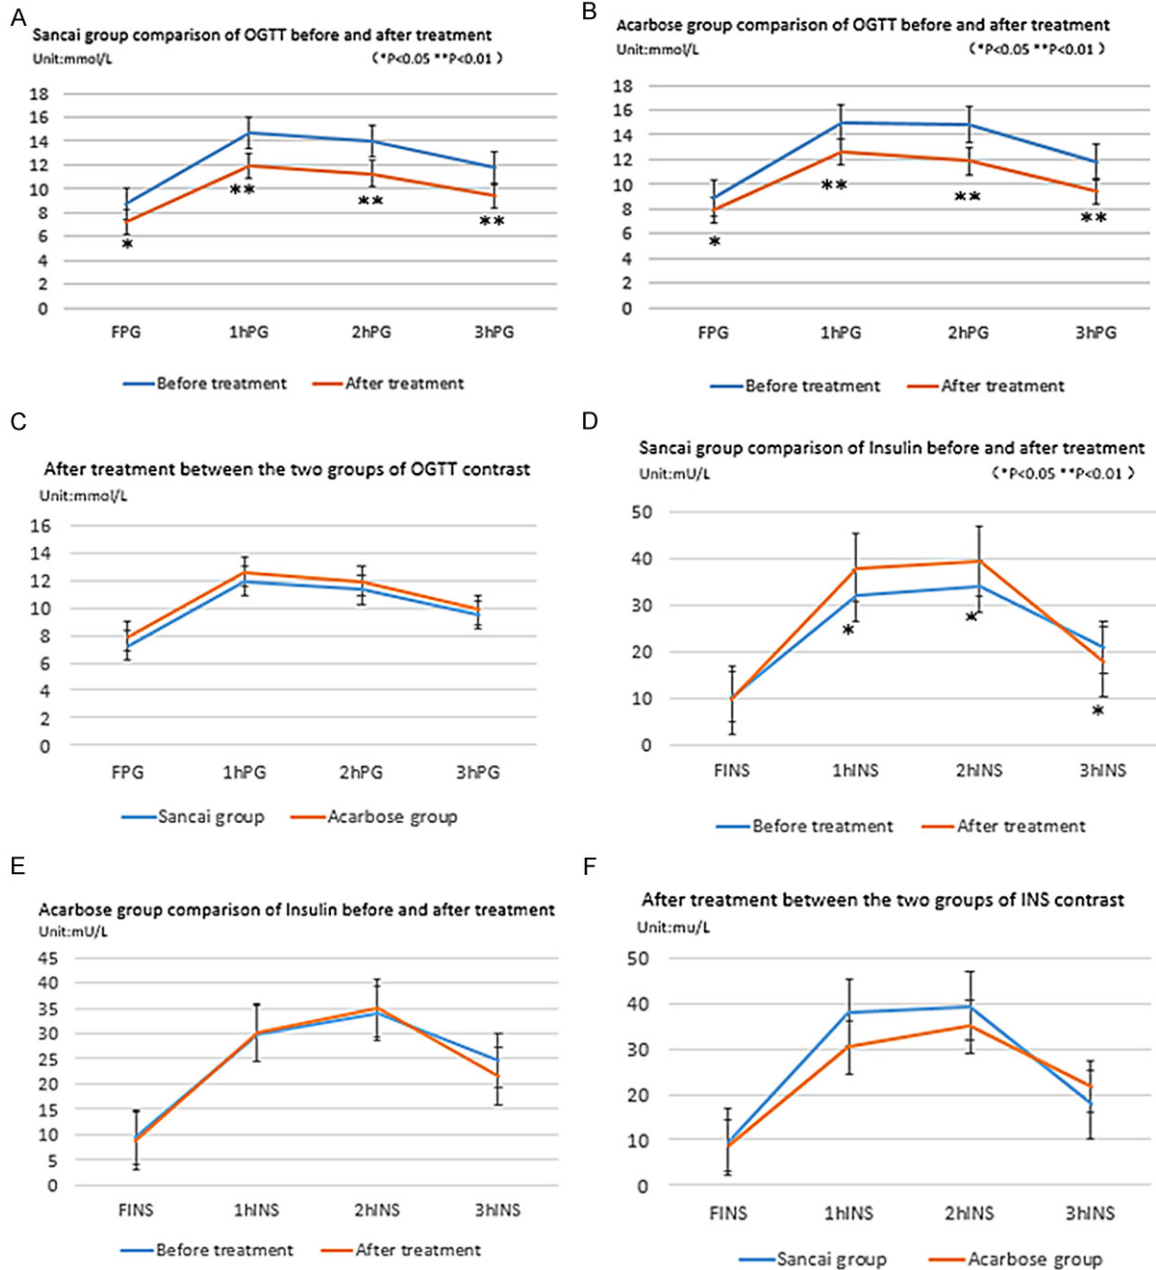 A
Sancai group comparison of OGTT before and after treatment
Unit:mmol/L (*P<0.05 **P<0.01 )
18
16
14
12
10
8
6
4
2
0
* ** ** **
FPG 1hPG 2hPG 3hPG
Before treatment After treatment
B
Acarbose group comparison of OGTT before and after treatment
Unit:mmol/L (*P<0.05 **P<0.01 )
18
16
14
12
10
8
6
4
2
0
* ** ** **
FPG 1hPG 2hPG 3hPG
Before treatment After treatment
C
After treatment between the two groups of OGTT contrast
Unit:mmol/L
16
14
12
10
8
6
4
2
0
FPG 1hPG 2hPG 3hPG
Sancai group Acarbose group
D
Sancai group comparison of Insulin before and after treatment
Unit:mU/L (*P<0.05 **P<0.01 )
50
40
30
20
10
0
* * *
FINS 1hINS 2hINS 3hINS
Before treatment After treatment
E
Acarbose group comparison of Insulin before and after treatment
Unit:mU/L
45
40
35
30
25
20
15
10
5
0
FINS 1hINS 2hINS 3hINS
Before treatment After treatment
F
After treatment between the two groups of INS contrast
Unit:mu/L
50
40
30
20
10
0
FINS 1hINS 2hINS 3hINS
Sancai group Acarbose group